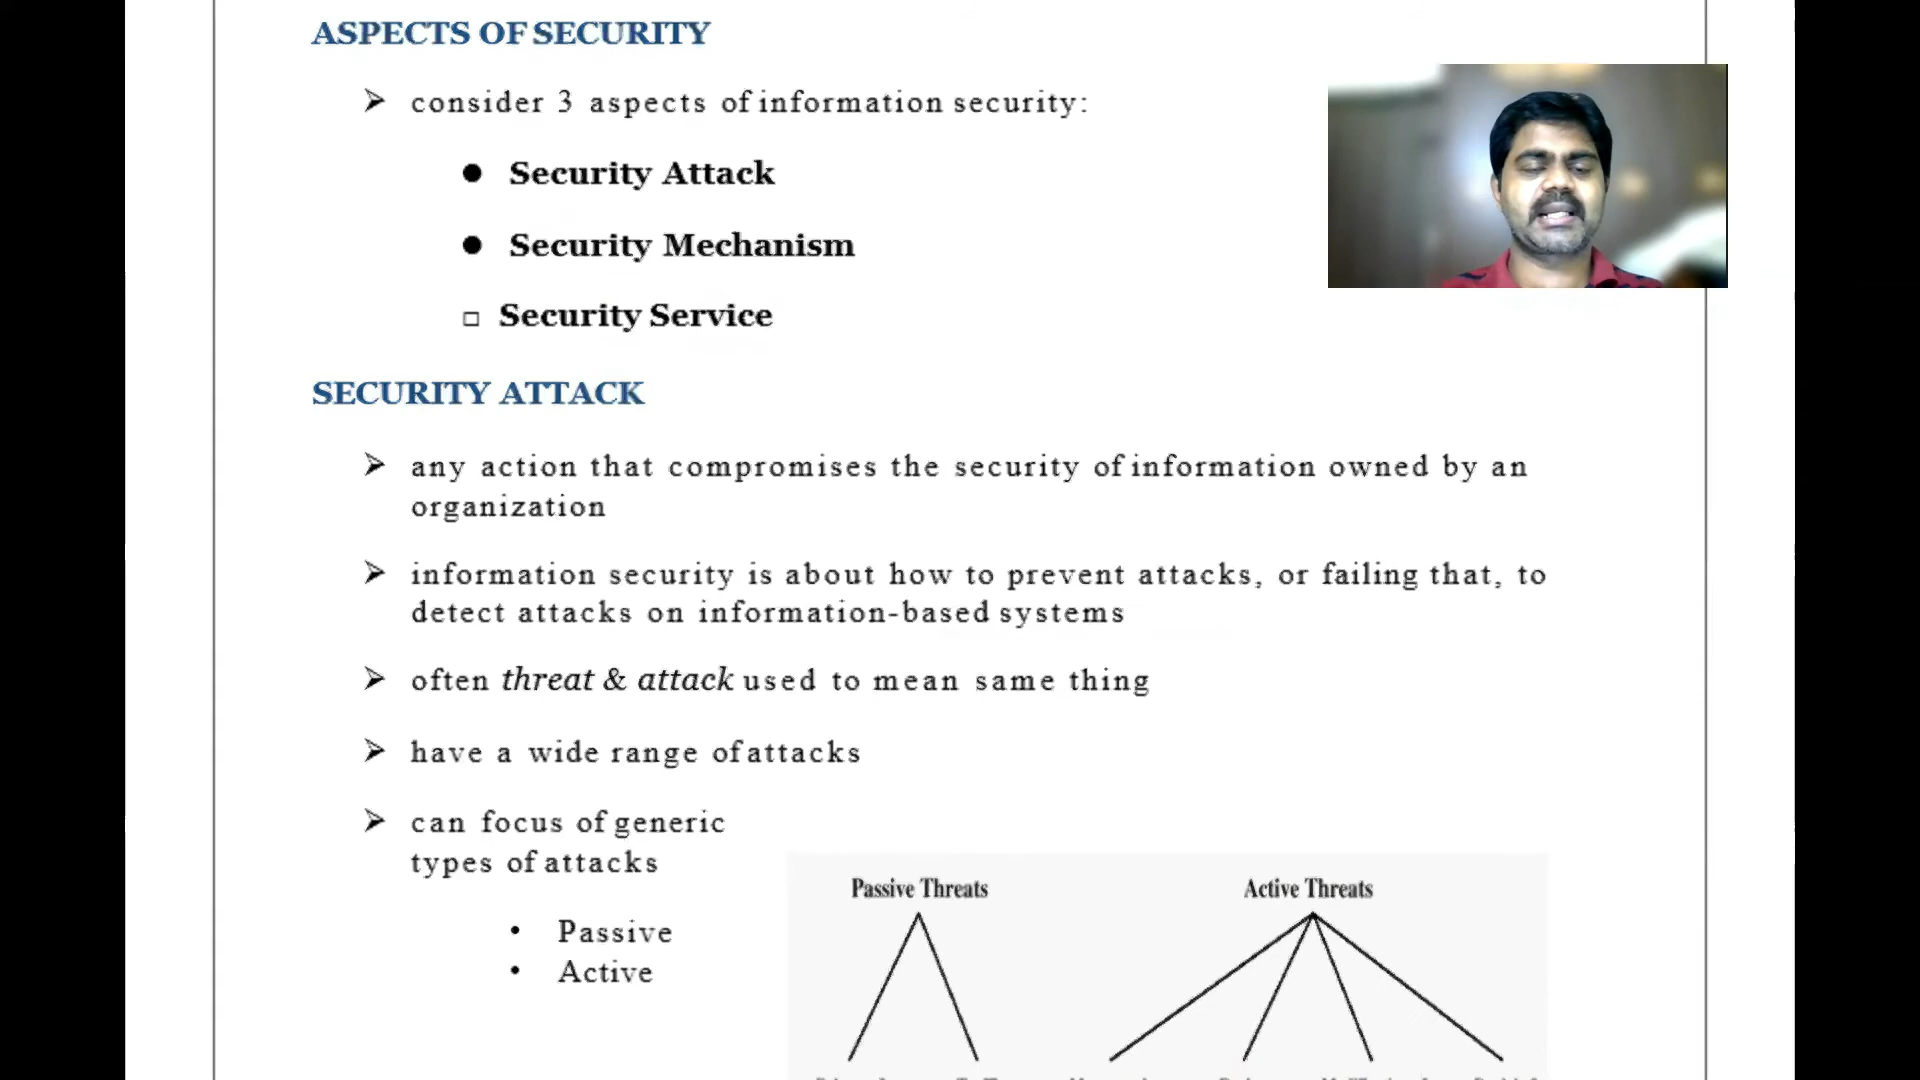 ASPECTS OF SECURITY
consider 3 aspects of information security:
Security Attack
Security Mechanism
Security Service
SECURITY ATTACK
any action that compromises the security of information owned by an
organization
information security is about how to prevent attacks, or failing that, to
detect attacks on information-based systems
often threat & attack used to mean same thing
have a wide range of attacks
can focus of generic
types of attacks
Passive
Active
Passive Threats
Active Threats